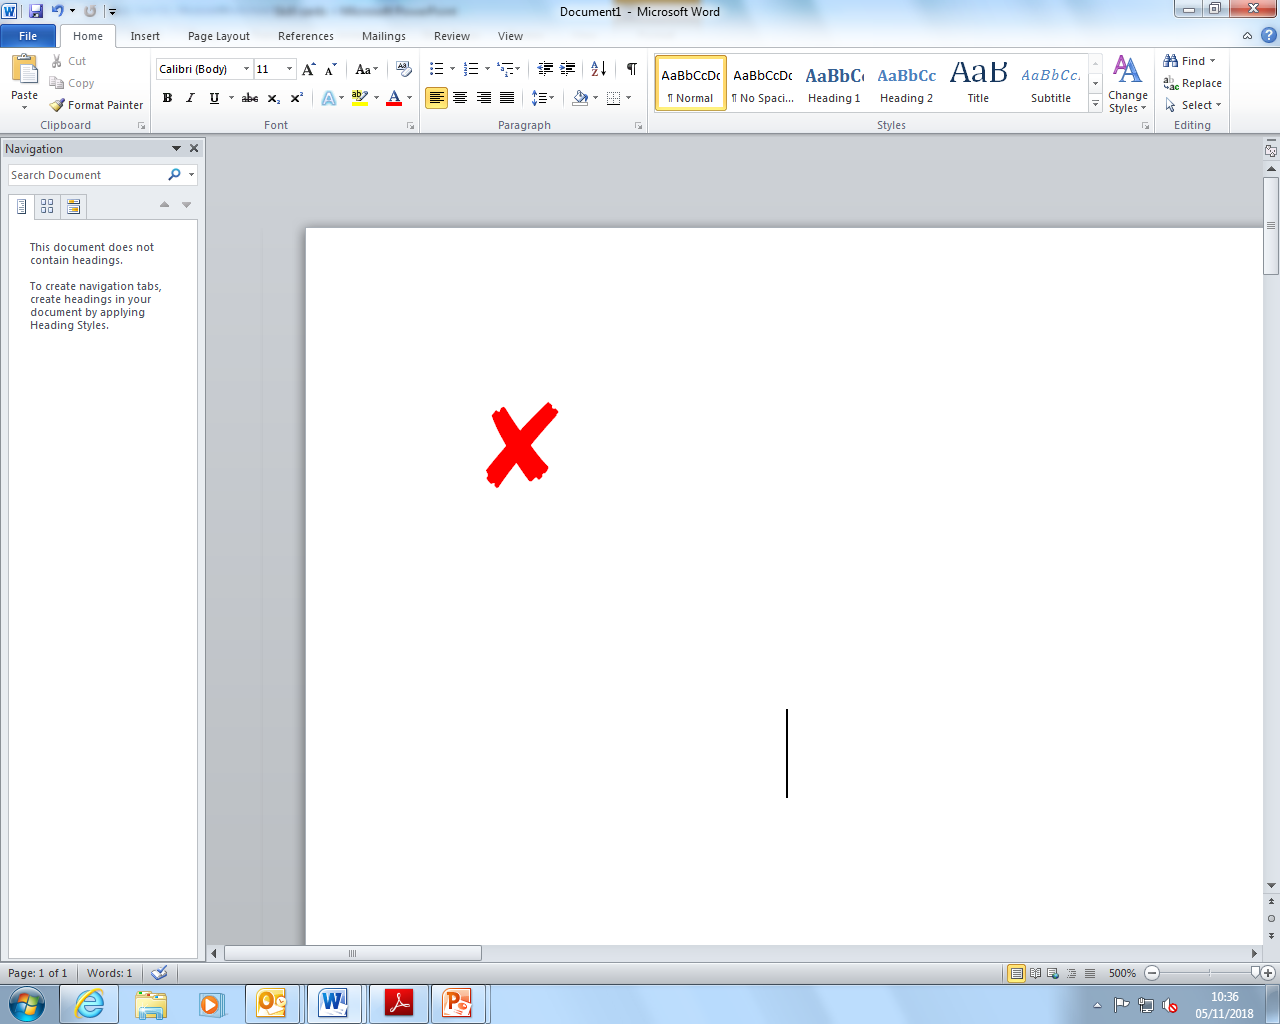 Document1 - Microsoft Word
File Home Insert Page Layout References Mailings Review View
Paste
Cut
Copy
Format Painter
Clipboard
Calibri (Body) 11
Font
Paragraph
AaBbCcDc AaBbCcDc AaBbCc AaBbCc AaB AaBbCc.
¶ Normal ¶ No Spaci... Heading 1 Heading 2 Title Subtitle
Change
Styles
Styles
Find
Replace
Select
Editing
Navigation
Search Document
This document does not
contain headings.
To create navigation tabs,
create headings in your
document by applying
Heading Styles.
Page: 1 of 1 Words: 1
500%
10:36
05/11/2018